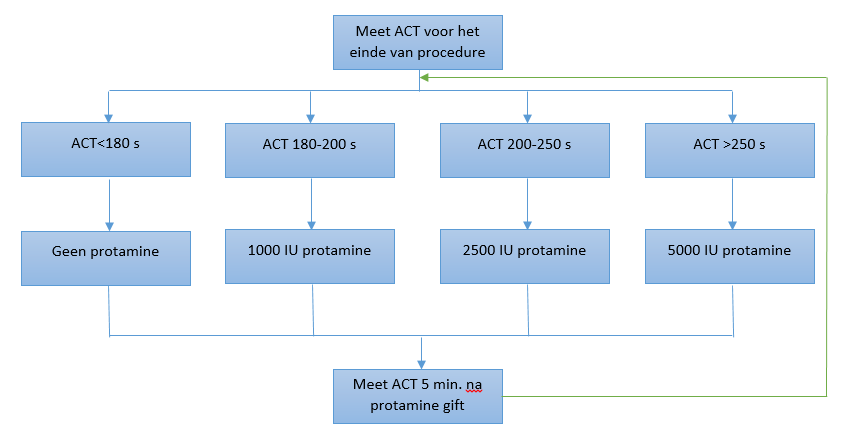 Meet ACT voor het
einde van procedure
ACT<180 s
ACT 180-200 s
ACT 200-250 s
ACT >250 s
Geen protamine
1000 IU protamine
2500 IU protamine
5000 IU protamine
Meet ACT 5 min. na
protamine gift